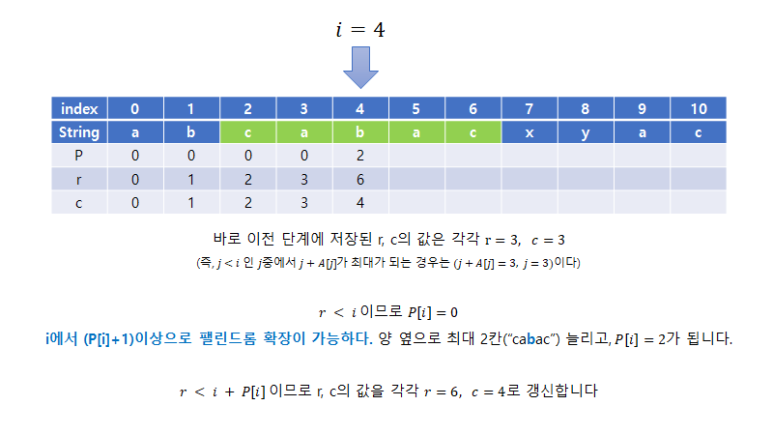 i = 4
index 0 1 2 3 4 5 6 7 8 9 10
String a b c a b a c x y a c
P 0 0 0 0 2
r 0 1 2 3 6
c 0 1 2 3 4
바로 이전 단계에 저장된 r, c의 값은 각각 r = 3, c = 3
(즉, j < i 인 j중에서 j + A[j]가 최대가 되는 경우는 (j + A[j] = 3, j = 3)이다)
r < i 이므로 P[i] = 0
i에서 (P[i]+1)이상으로 팰린드롬 확장이 가능하다. 양 옆으로 최대 2칸("cabac") 늘리고, P[i] = 2가 됩니다.
r < i + P[i] 이므로 r, c의 값을 각각 r = 6, c = 4로 갱신합니다